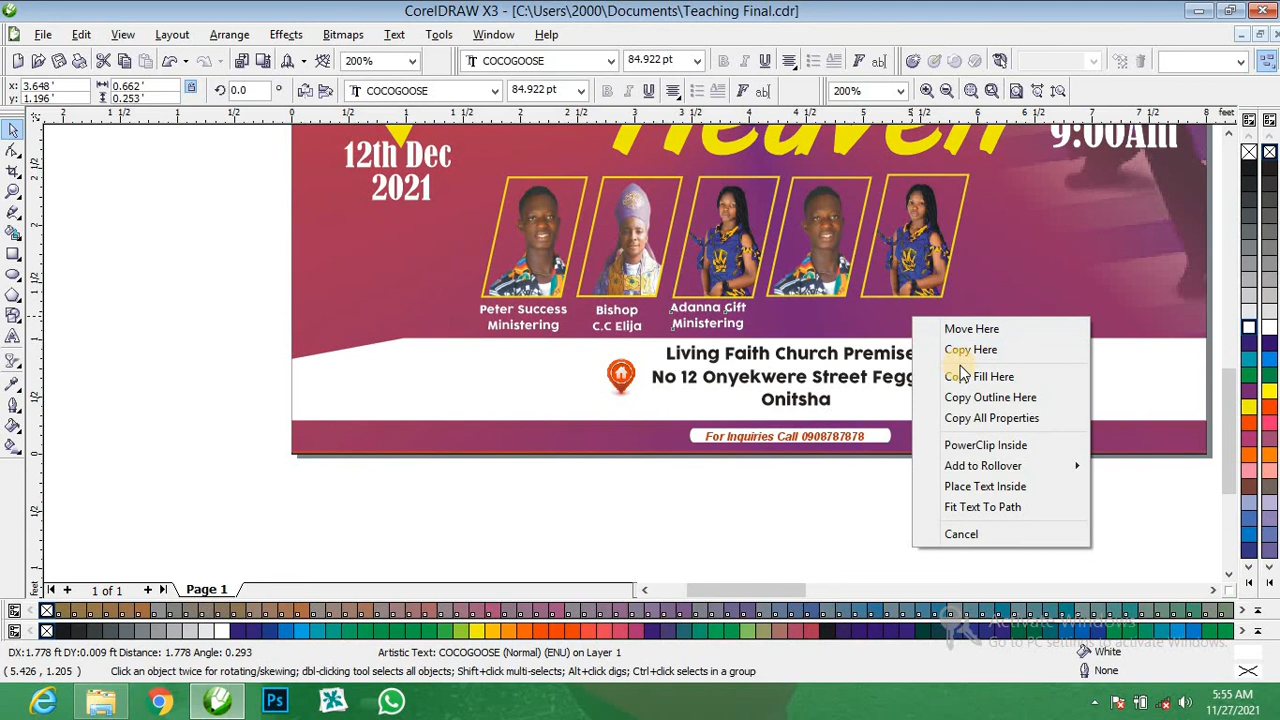 CorelDRAW X3 - [C:\Users\2000\Documents\Teaching Final.cdr]
File Edit View Layout Arrange Effects Bitmaps Text Tools Window Help
200% COCOGOOSE 84.922 pt
x: 3.648 ' 0.662 '
y: 1.196 ' 0.253 '
0.0 COCOGOOSE 84.922 pt 200%
feet
Heaven
9:00Am
12th Dec
2021
Peter Success
Ministering
Bishop
C.C Elija
Adanna Gift
Ministering
Living Faith Church Premise
No 12 Onyekwere Street Fegg
Onitsha
For Inquiries Call 0908787878
Move Here
Copy Here
Copy Fill Here
Copy Outline Here
Copy All Properties
PowerClip Inside
Add to Rollover
Place Text Inside
Fit Text To Path
Cancel
1 of 1 Page 1
Activate Windows
Go to PC settings to activate Windows.
DX:1.778 ft DY:0.009 ft Distance: 1.778 Angle: 0.293 Artistic Text: COCOGOOSE (Normal) (ENU) on Layer 1 White
( 5.426 , 1.205 ) Click an object twice for rotating/skewing; dbl-clicking tool selects all objects; Shift+click multi-selects; Alt+click digs; Ctrl+click selects in a group None
5:55 AM
11/27/2021